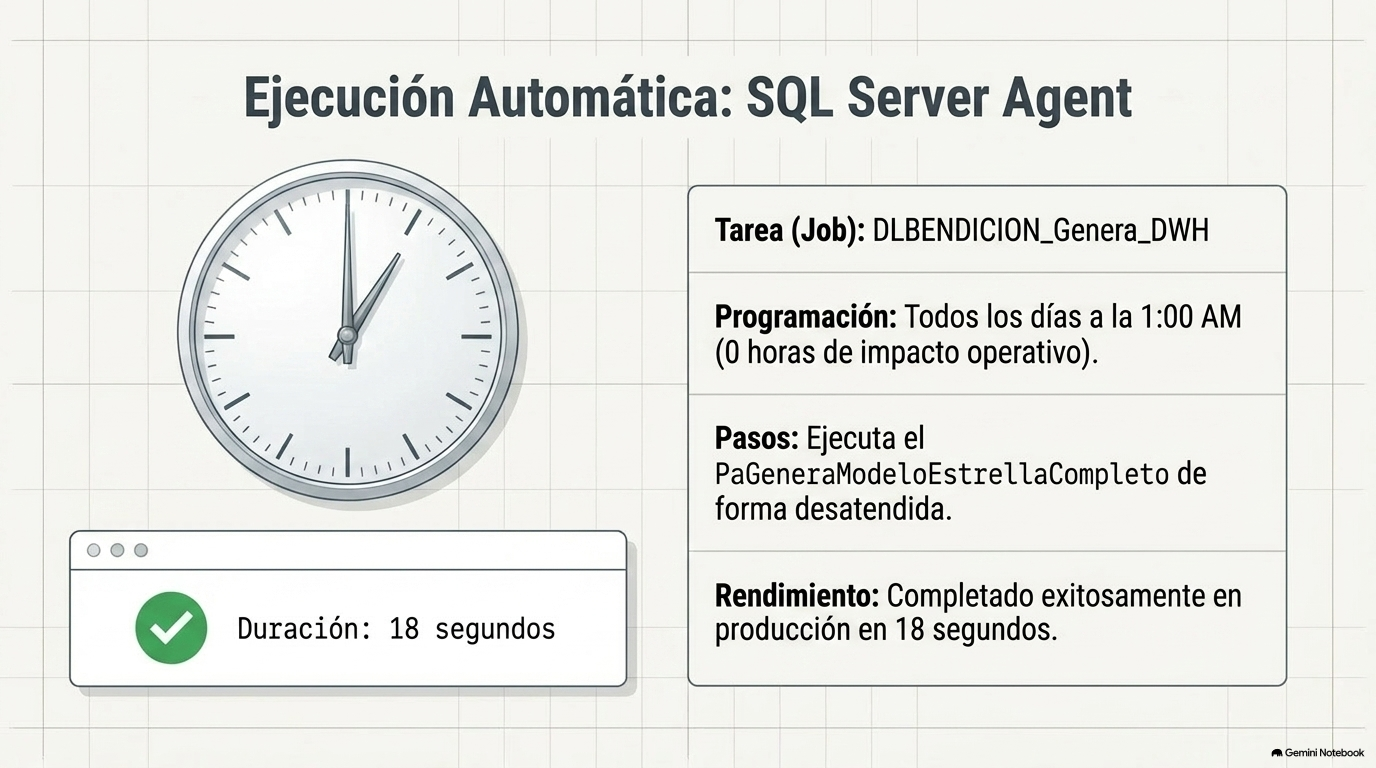 Ejecución Automática: SQL Server Agent
Tarea (Job): DLBENDICION_Genera_DWH
Programación: Todos los días a la 1:00 AM
(0 horas de impacto operativo).
Pasos: Ejecuta el
PaGeneraModeloEstrellaCompleto de
forma desatendida.
Rendimiento: Completado exitosamente en
producción en 18 segundos.
Duración: 18 segundos
Gemini Notebook